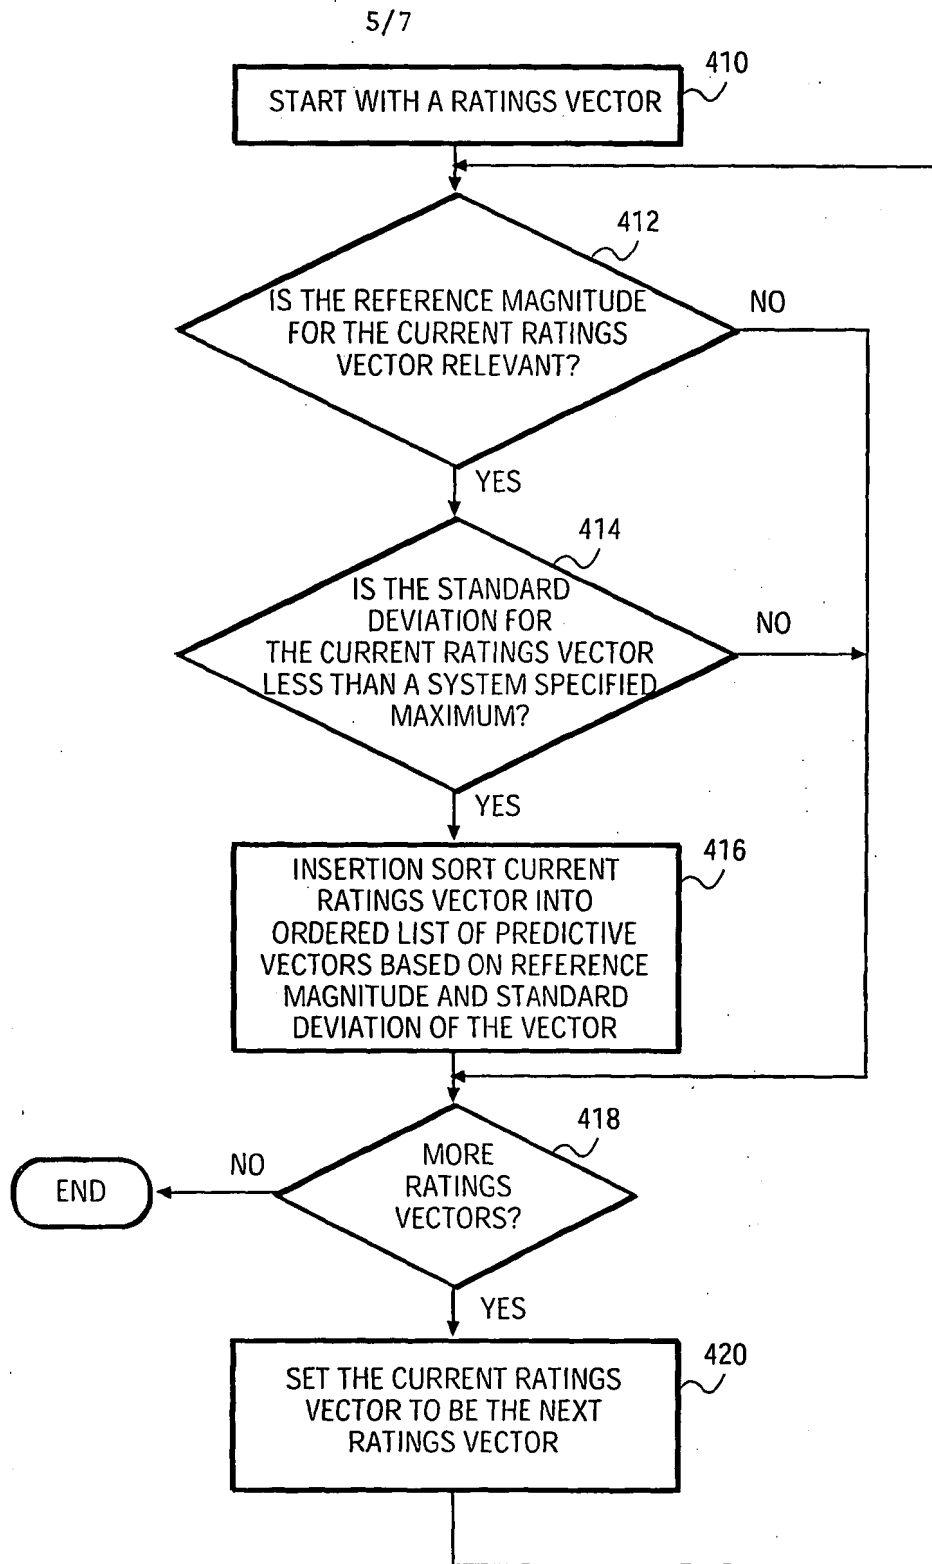 5/7
410
START WITH A RATINGS VECTOR
412
IS THE REFERENCE MAGNITUDE
FOR THE CURRENT RATINGS
VECTOR RELEVANT?
NO
YES
414
IS THE STANDARD
DEVIATION FOR
THE CURRENT RATINGS VECTOR
LESS THAN A SYSTEM SPECIFIED
MAXIMUM?
NO
YES
416
INSERTION SORT CURRENT
RATINGS VECTOR INTO
ORDERED LIST OF PREDICTIVE
VECTORS BASED ON REFERENCE
MAGNITUDE AND STANDARD
DEVIATION OF THE VECTOR
418
MORE
RATINGS
VECTORS?
NO
END
YES
420
SET THE CURRENT RATINGS
VECTOR TO BE THE NEXT
RATINGS VECTOR